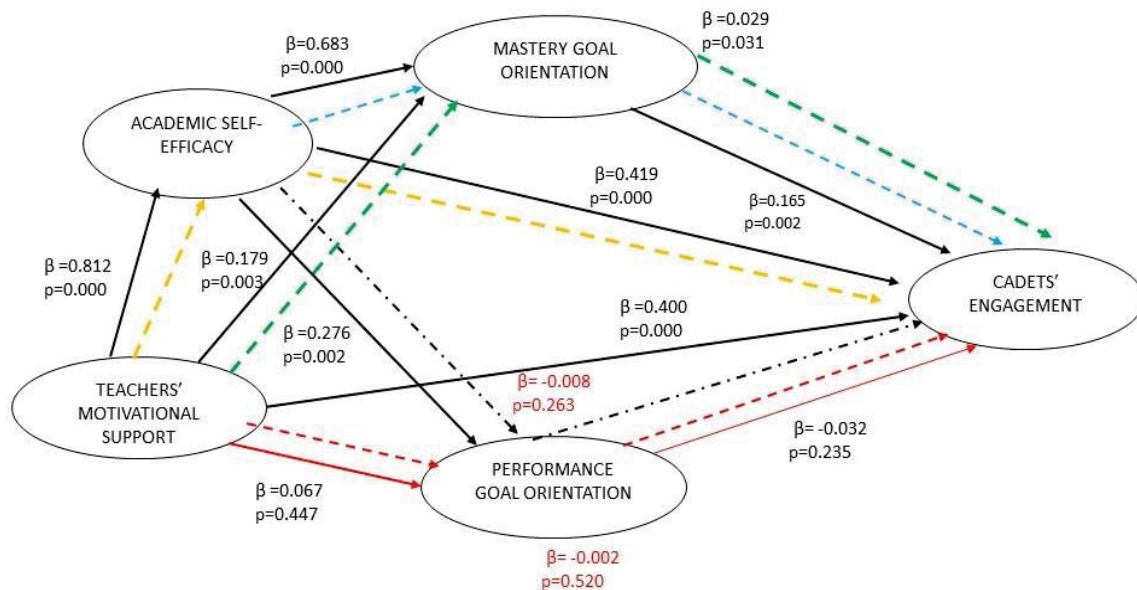 β =0.029
p=0.031
β=0.683
p=0.000
MASTERY GOAL
ORIENTATION
ACADEMIC SELF-
EFFICACY
β=0.419
p=0.000
β=0.165
p=0.002
β =0.812
p=0.000
β=0.179
p=0.003
CADETS'
ENGAGEMENT
β=0.276
p=0.002
β=0.400
p=0.000
TEACHERS'
MOTIVATIONAL
SUPPORT
β= -0.008
p=0.263
β= -0.032
p=0.235
PERFORMANCE
GOAL ORIENTATION
β =0.067
p=0.447
β= -0.002
p=0.520